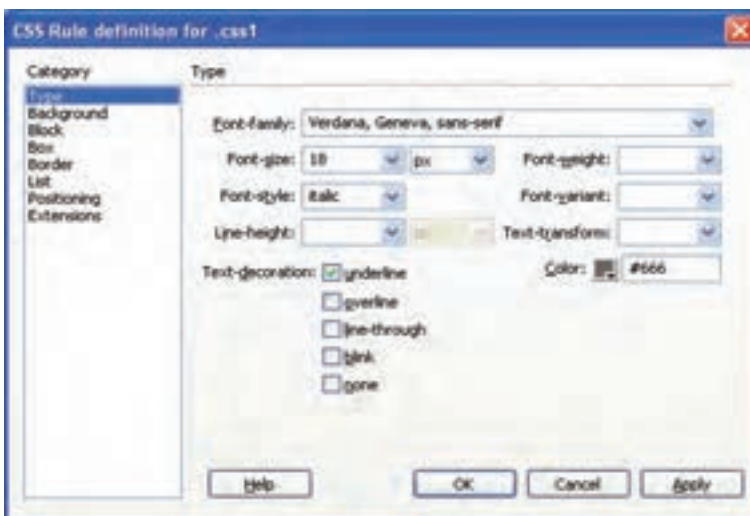 CSS Rule definition for .css1
Category
Type
Background
Block
Box
Border
List
Positioning
Extensions
Type
Font-family: Verdana, Geneva, sans-serif
Font-size: 18 px Font-weight:
Font-style: italic Font-variant:
Line-height: Text-transform:
Text-decoration: underline Color: #666
overline
line-through
blink
none
Help OK Cancel Apply